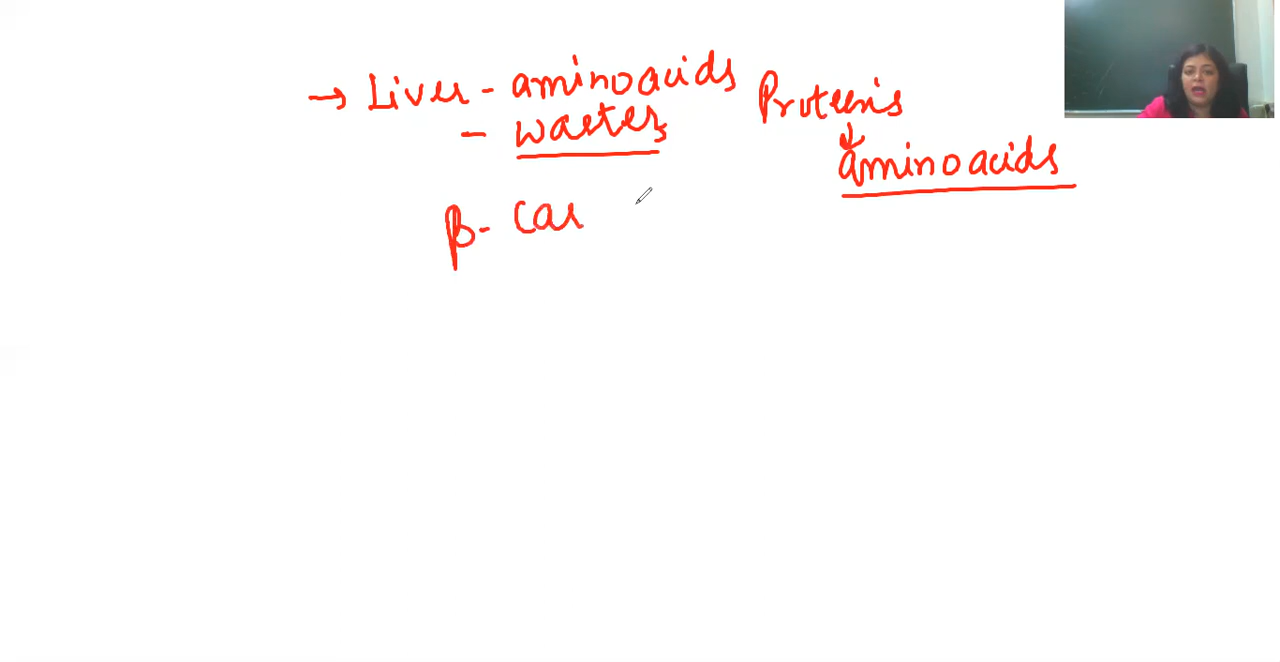 → Liver - aminoacids
- wastes
Proteins
↓
aminoacids
β- Car